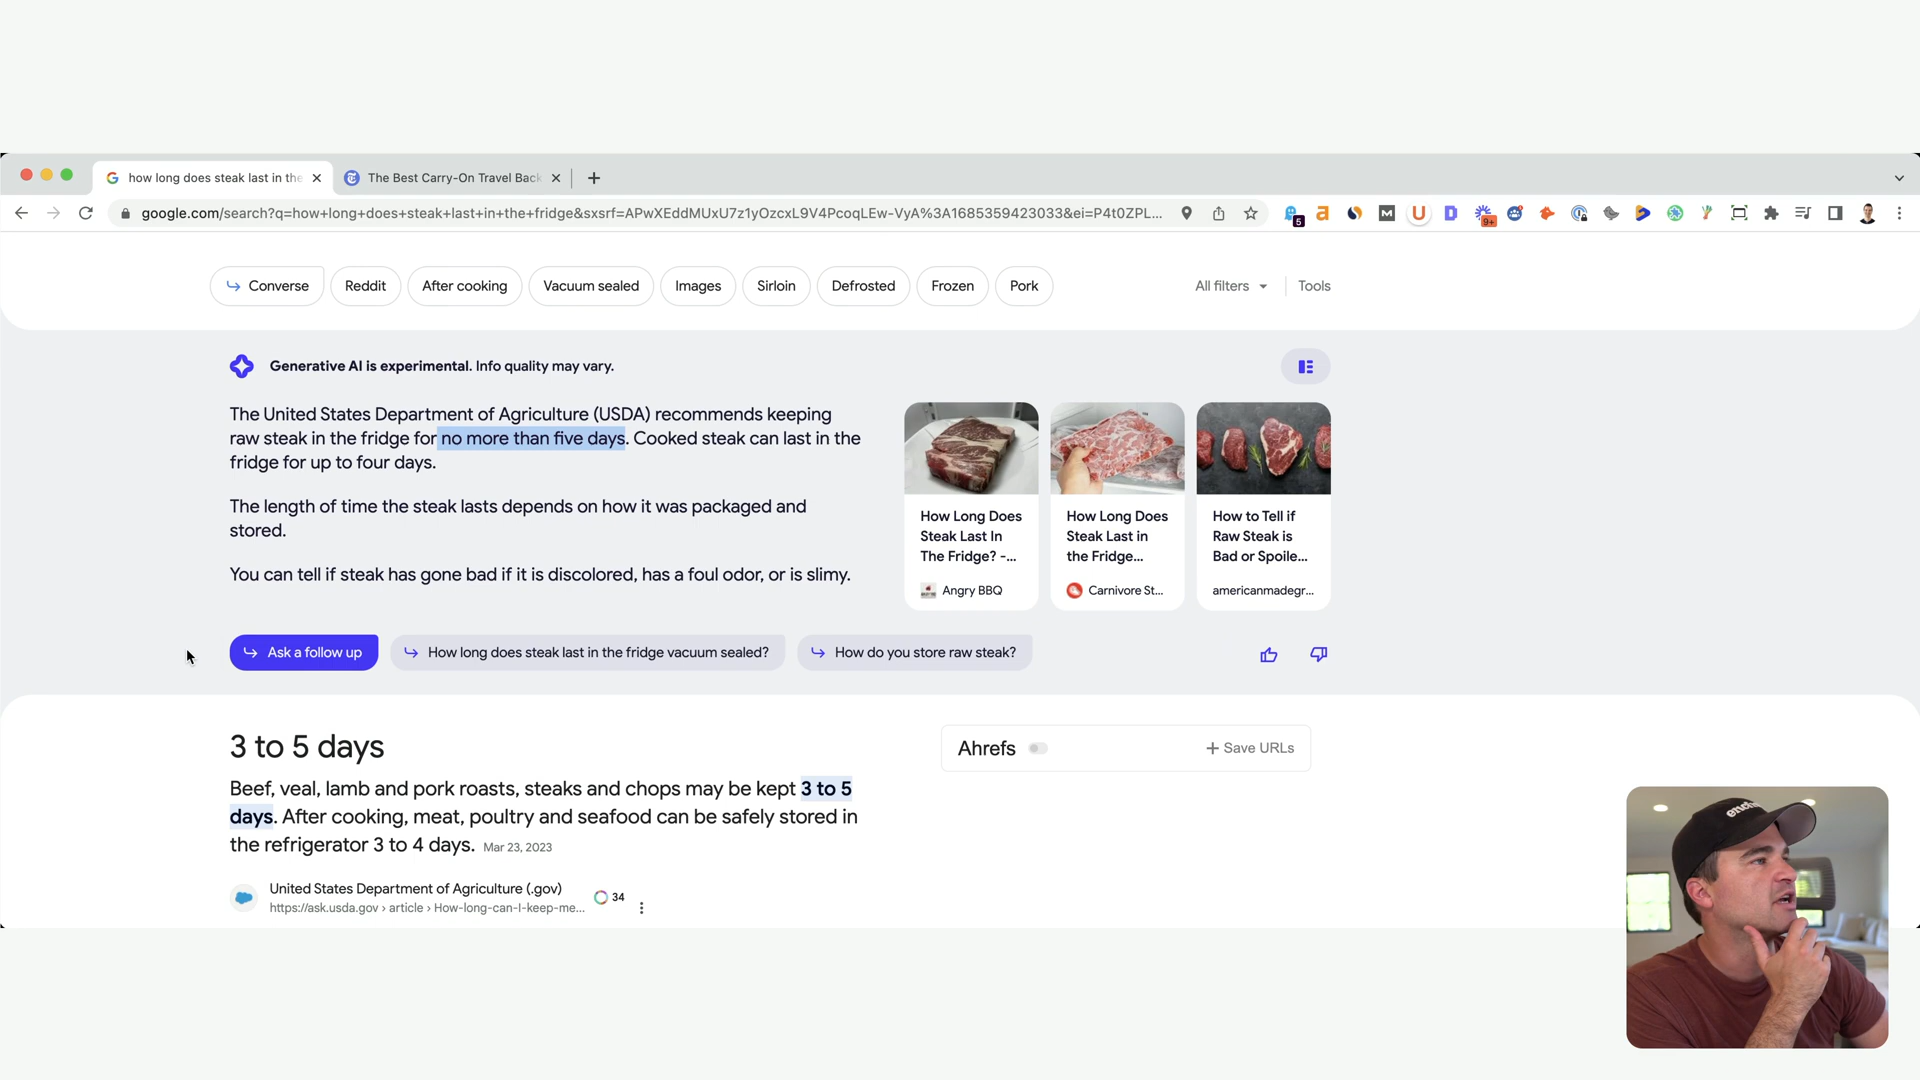 how long does steak last in the
The Best Carry-On Travel Back
google.com/search?q=how+long+does+steak+last+in+the+fridge&sxsrf=APwXEddMUxU7z1yOzcxL9V4PcoqLEw-VyA%3A1685359423033&ei=P4t0ZPL...
5
9+
Converse
Reddit
After cooking
Vacuum sealed
Images
Sirloin
Defrosted
Frozen
Pork
All filters
Tools
Generative AI is experimental. Info quality may vary.
The United States Department of Agriculture (USDA) recommends keeping
raw steak in the fridge for no more than five days. Cooked steak can last in the
fridge for up to four days.
The length of time the steak lasts depends on how it was packaged and
stored.
You can tell if steak has gone bad if it is discolored, has a foul odor, or is slimy.
How Long Does
Steak Last In
The Fridge? -...
Angry BBQ
How Long Does
Steak Last in
the Fridge...
Carnivore St...
How to Tell if
Raw Steak is
Bad or Spoile...
americanmadegr...
Ask a follow up
How long does steak last in the fridge vacuum sealed?
How do you store raw steak?
3 to 5 days
Beef, veal, lamb and pork roasts, steaks and chops may be kept 3 to 5
days. After cooking, meat, poultry and seafood can be safely stored in
the refrigerator 3 to 4 days. Mar 23, 2023
United States Department of Agriculture (.gov)
https://ask.usda.gov › article › How-long-can-I-keep-me...
34
Ahrefs
+ Save URLs